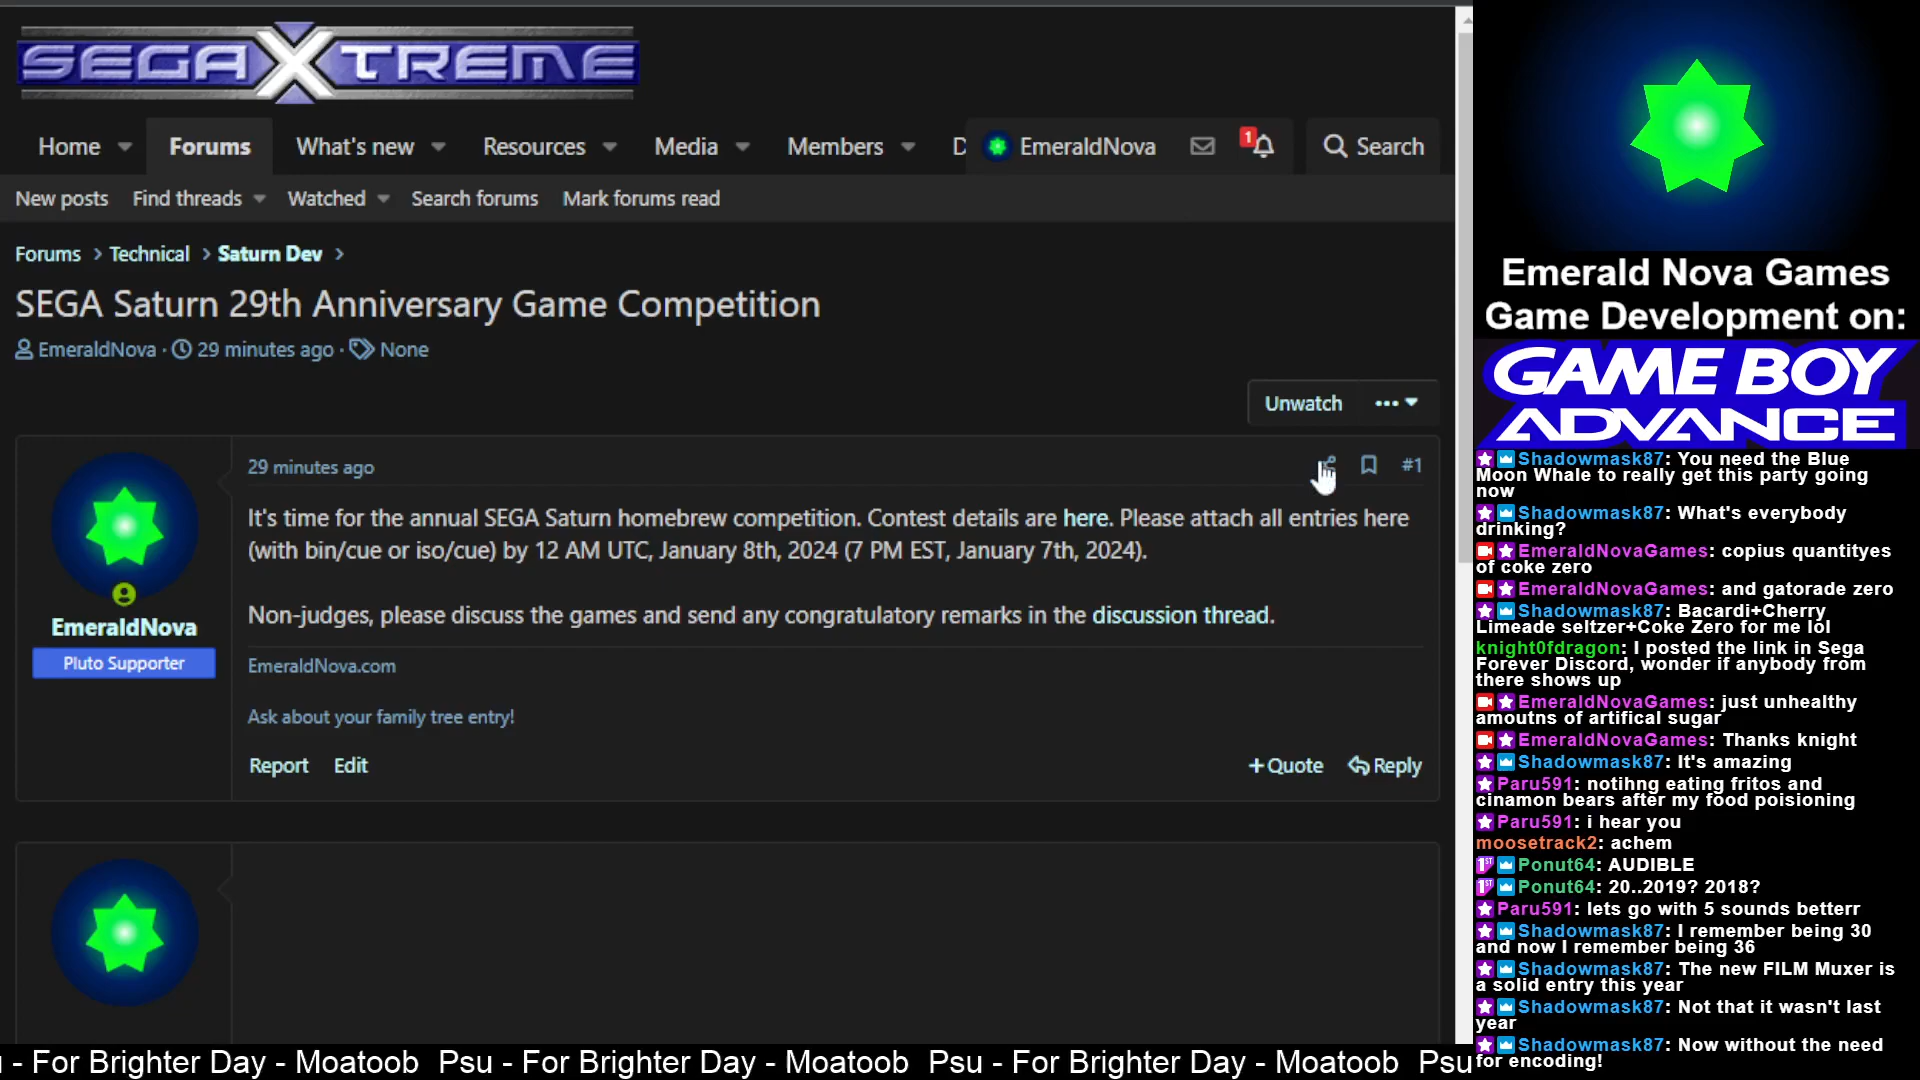 SEGAXTREME
Home Forums What's new Resources Media Members D EmeraldNova 1 Search
New posts Find threads Watched Search forums Mark forums read
Forums > Technical > Saturn Dev >
SEGA Saturn 29th Anniversary Game Competition
EmeraldNova · 29 minutes ago · None
Unwatch ...
29 minutes ago #1
It's time for the annual SEGA Saturn homebrew competition. Contest details are here. Please attach all entries here
(with bin/cue or iso/cue) by 12 AM UTC, January 8th, 2024 (7 PM EST, January 7th, 2024).
Non-judges, please discuss the games and send any congratulatory remarks in the discussion thread.
EmeraldNova
Pluto Supporter
EmeraldNova.com
Ask about your family tree entry!
Report Edit +Quote Reply
- For Brighter Day - Moatoob Psu - For Brighter Day - Moatoob Psu - For Brighter Day - Moatoob Psu
Emerald Nova Games
Game Development on:
GAME BOY
ADVANCE
Shadowmask87: You need the Blue
Moon Whale to really get this party going
now
Shadowmask87: What's everybody
drinking?
EmeraldNovaGames: copius quantityes
of coke zero
EmeraldNovaGames: and gatorade zero
Shadowmask87: Bacardi+Cherry
Limeade seltzer+Coke Zero for me lol
knight0fdragon: I posted the link in Sega
Forever Discord, wonder if anybody from
there shows up
EmeraldNovaGames: just unhealthy
amoutns of artifical sugar
EmeraldNovaGames: Thanks knight
Shadowmask87: It's amazing
Paru591: notihng eating fritos and
cinamon bears after my food poisioning
Paru591: i hear you
moosetrack2: achem
1ST Ponut64: AUDIBLE
1ST Ponut64: 20..2019? 2018?
Paru591: lets go with 5 sounds betterr
Shadowmask87: I remember being 30
and now I remember being 36
Shadowmask87: The new FILM Muxer is
a solid entry this year
Shadowmask87: Not that it wasn't last
year
Shadowmask87: Now without the need
for encoding!